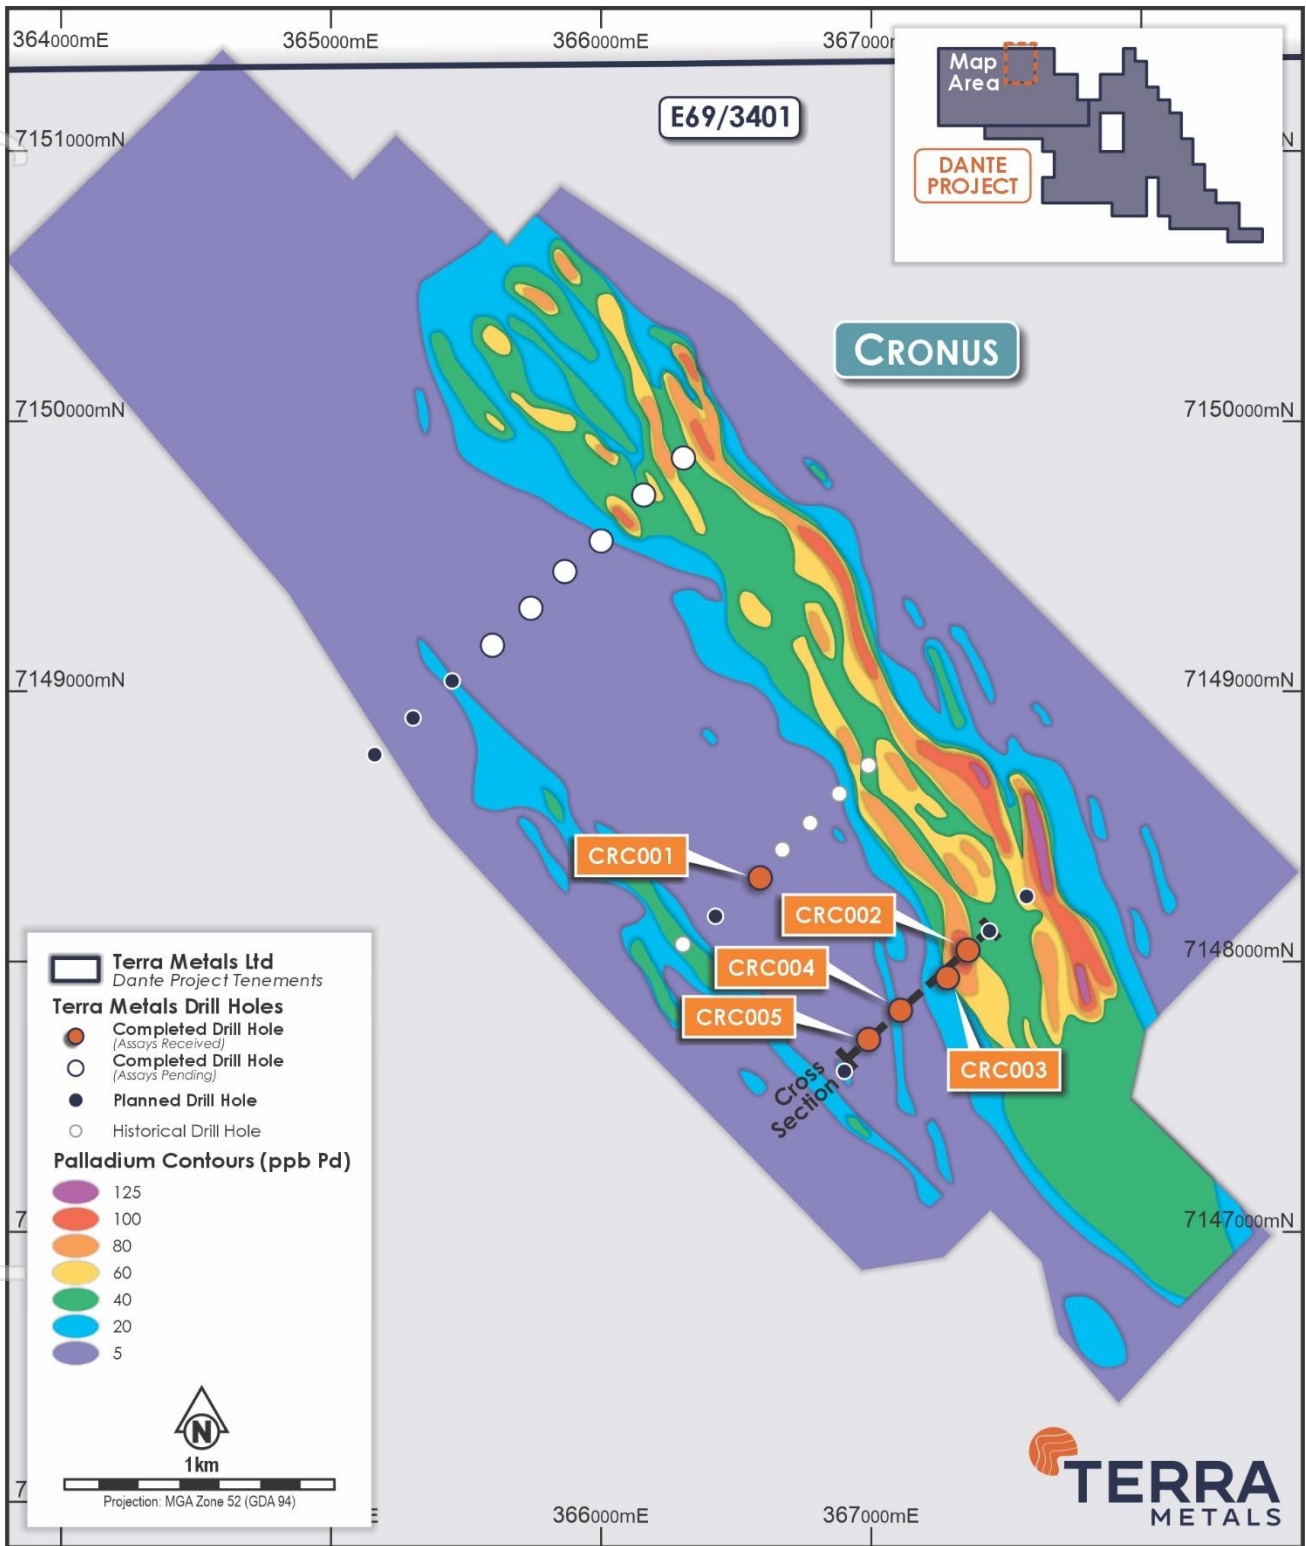 364000mE
365000mE
366000mE
367000m
Map
Area
DANTE
PROJECT
E69/3401
7151000mN
N
CRONUS
7150000mN
7150000mN
7149000mN
7149000mN
CRC001
CRC002
CRC004
CRC005
CRC003
7148000mN
Cross
Section
7147000mN
Terra Metals Ltd
Dante Project Tenements
Terra Metals Drill Holes
Completed Drill Hole
(Assays Received)
Completed Drill Hole
(Assays Pending)
Planned Drill Hole
Historical Drill Hole
Palladium Contours (ppb Pd)
125
100
80
60
40
20
5
N
1km
Projection: MGA Zone 52 (GDA 94)
7
7
E
366000mE
367000mE
TERRA
METALS